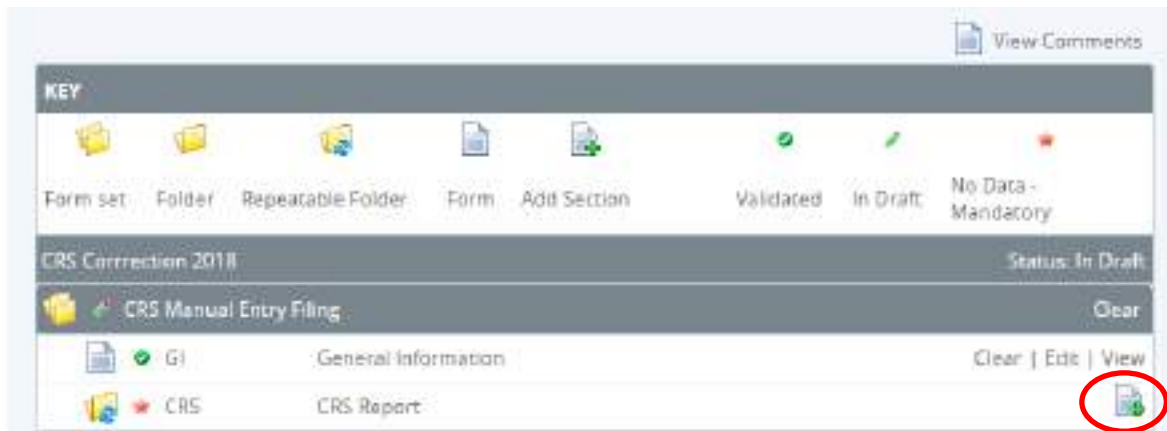 View Comments
KEY
Form set Folder Repeatable Folder Form Add Section Validated In Draft No Data - Mandatory
CRS Corrrection 2018 Status: In Draft
CRS Manual Entry Filing Clear
GI General Information Clear | Edit | View
CRS CRS Report